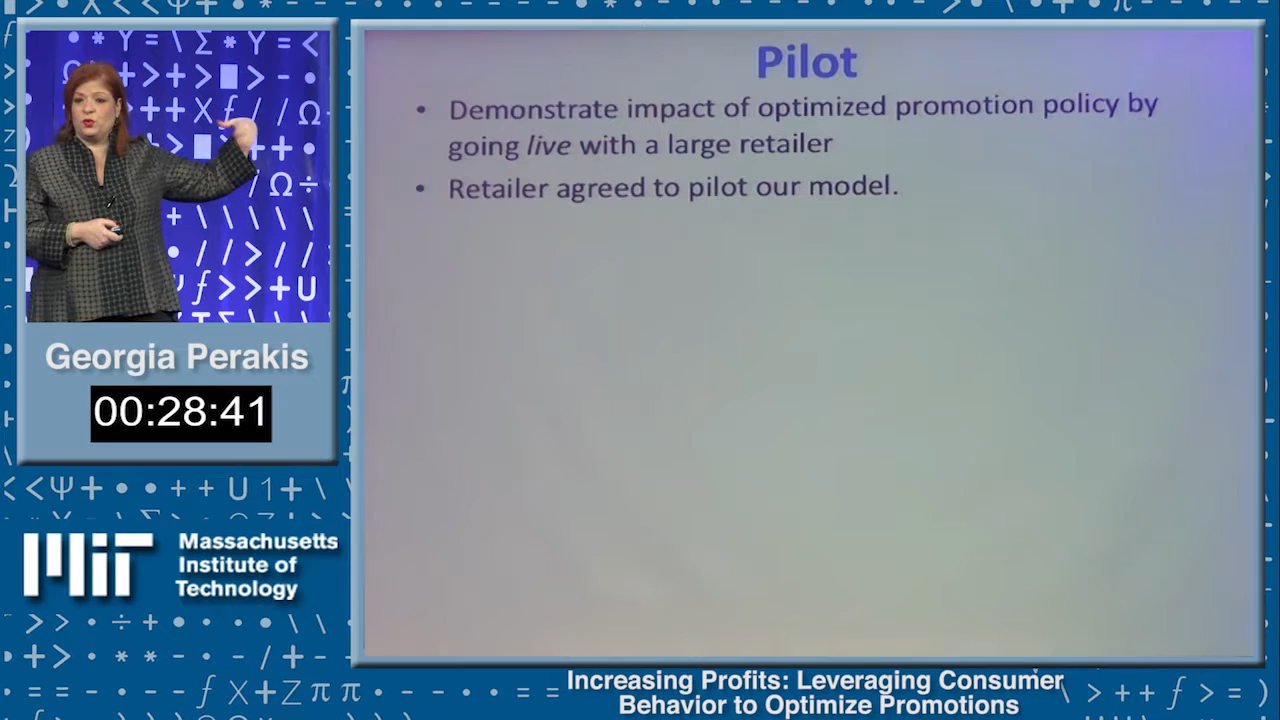 Pilot
• Demonstrate impact of optimized promotion policy by
going live with a large retailer
• Retailer agreed to pilot our model.
Georgia Perakis
00:28:41
MIT
Massachusetts
Institute of
Technology
Increasing Profits: Leveraging Consumer
Behavior to Optimize Promotions